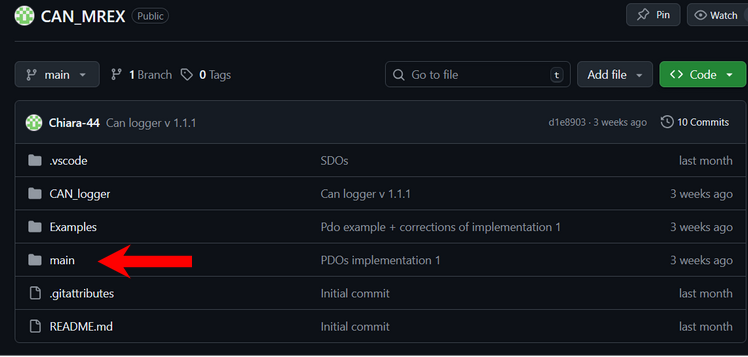 CAN_MREX Public Pin Watch
main 1 Branch 0 Tags Go to file t Add file Code
Chiara-44 Can logger v 1.1.1 d1e8903 · 3 weeks ago 10 Commits
.vscode SDOs last month
CAN_logger Can logger v 1.1.1 3 weeks ago
Examples Pdo example + corrections of implementation 1 3 weeks ago
main PDOs implementation 1 3 weeks ago
.gitattributes Initial commit last month
README.md Initial commit last month